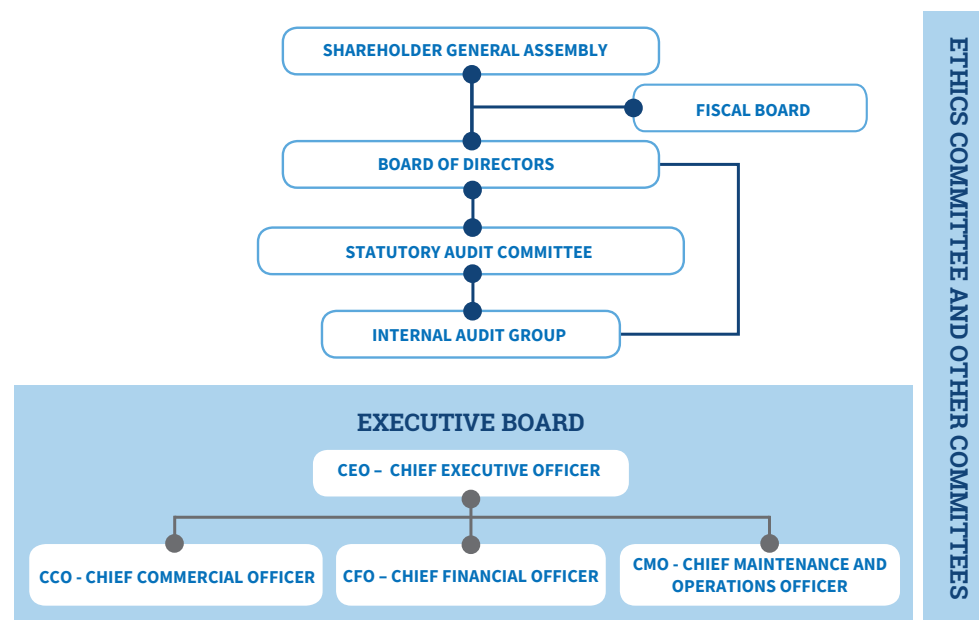 SHAREHOLDER GENERAL ASSEMBLY
FISCAL BOARD
BOARD OF DIRECTORS
STATUTORY AUDIT COMMITTEE
INTERNAL AUDIT GROUP
EXECUTIVE BOARD
CEO – CHIEF EXECUTIVE OFFICER
CCO - CHIEF COMMERCIAL OFFICER
CFO – CHIEF FINANCIAL OFFICER
CMO - CHIEF MAINTENANCE AND
OPERATIONS OFFICER
ETHICS COMMITTEE AND OTHER COMMITTEES